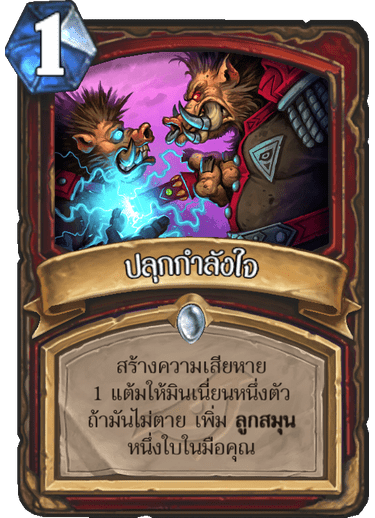 1
ปลุกกำลังใจ
สร้างความเสียหาย
1 แต้มให้มินเนี่ยนหนึ่งตัว
ถ้ามันไม่ตาย เพิ่ม ลูกสมุน
หนึ่งใบในมือคุณ